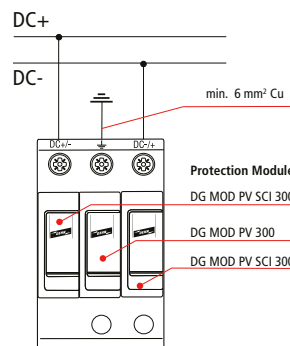 DC+
DC-
min. 6 mm² Cu
DC+/-
DC-/+
Protection Module
DG MOD PV SCI 300
DG MOD PV 300
DG MOD PV SCI 300